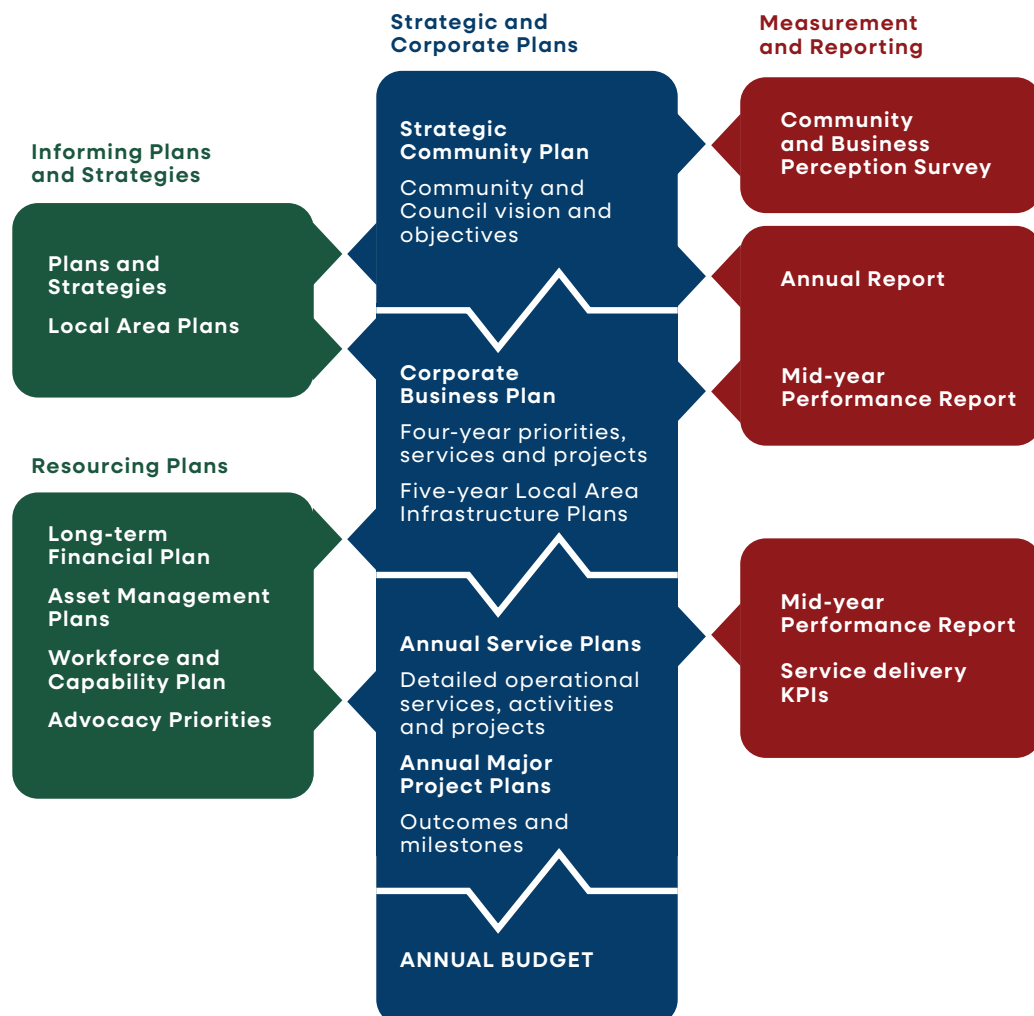 Informing Plans
and Strategies
Plans and
Strategies
Local Area Plans
Resourcing Plans
Long-term
Financial Plan
Asset Management
Plans
Workforce and
Capability Plan
Advocacy Priorities
Strategic and
Corporate Plans
Strategic
Community Plan
Community and
Council vision and
objectives
Corporate
Business Plan
Four-year priorities,
services and projects
Five-year Local Area
Infrastructure Plans
Annual Service Plans
Detailed operational
services, activities
and projects
Annual Major
Project Plans
Outcomes and
milestones
ANNUAL BUDGET
Measurement
and Reporting
Community
and Business
Perception Survey
Annual Report
Mid-year
Performance Report
Mid-year
Performance Report
Service delivery
KPIs